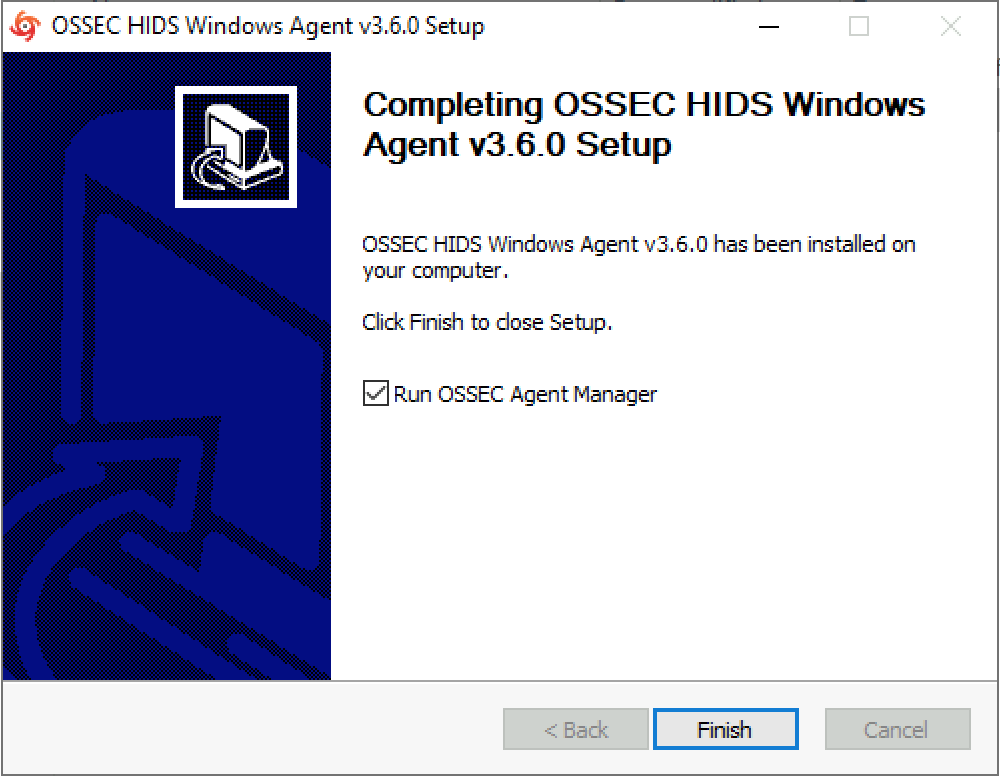 OSSEC HIDS Windows Agent v3.6.0 Setup
Completing OSSEC HIDS Windows
Agent v3.6.0 Setup
OSSEC HIDS Windows Agent v3.6.0 has been installed on
your computer.
Click Finish to close Setup.
Run OSSEC Agent Manager
< Back
Finish
Cancel